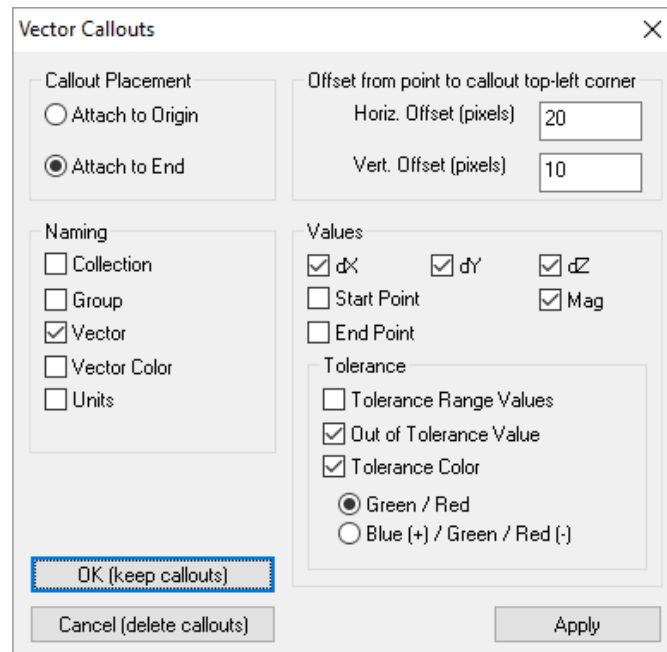 Vector Callouts
Callout Placement
Attach to Origin
Attach to End
Offset from point to callout top-left corner
Horiz. Offset (pixels)
20
Vert. Offset (pixels)
10
Naming
Collection
Group
Vector
Vector Color
Units
Values
dX dY dZ
Start Point Mag
End Point
Tolerance
Tolerance Range Values
Out of Tolerance Value
Tolerance Color
Green / Red
Blue (+) / Green / Red (-)
OK (keep callouts)
Cancel (delete callouts)
Apply